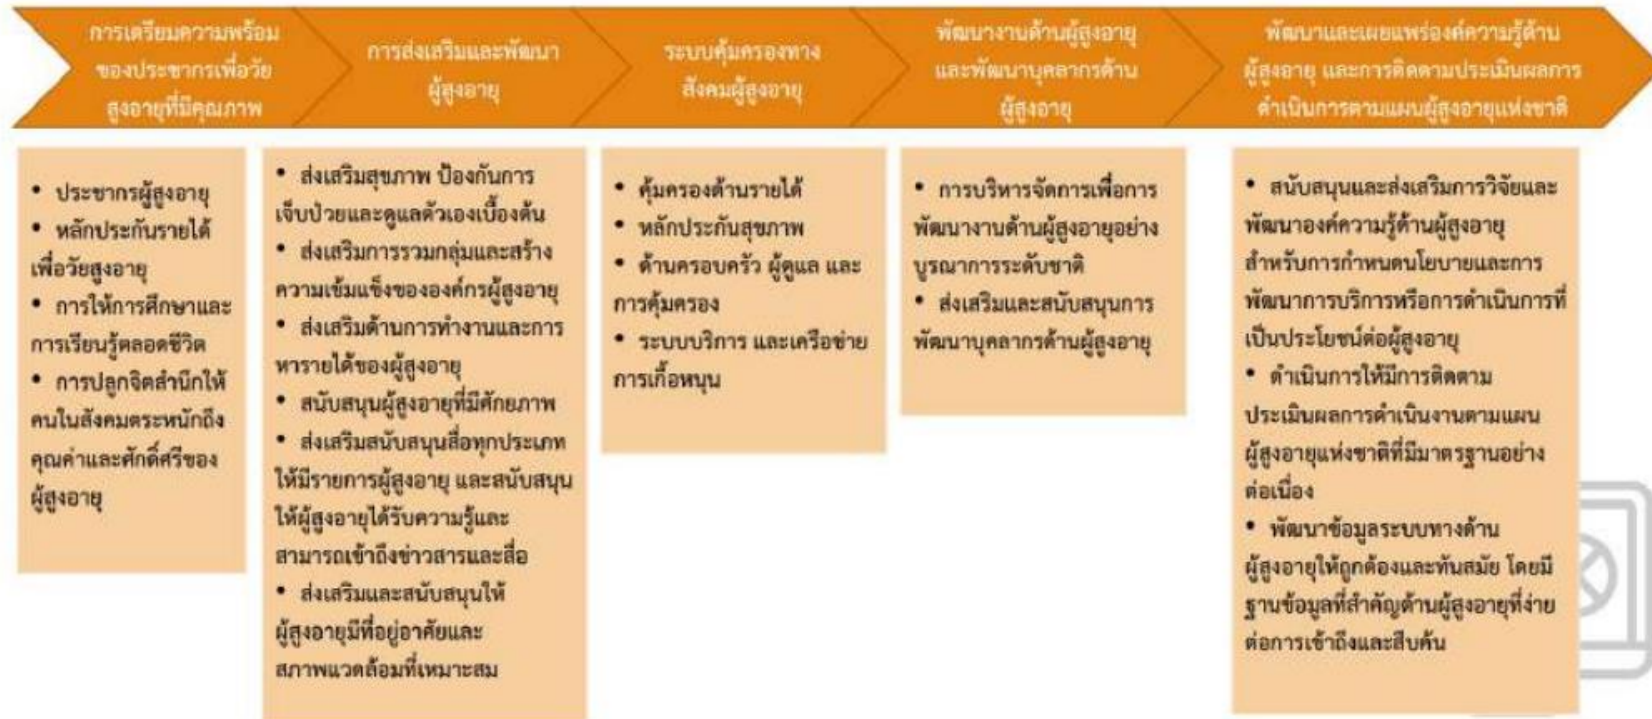 การเตรียมความพร้อม
ของประชากรเพื่อวัย
สูงอายุที่มีคุณภาพ
การส่งเสริมและพัฒนา
ผู้สูงอายุ
ระบบคุ้มครองทาง
สังคมผู้สูงอายุ
พัฒนางานด้านผู้สูงอายุ
และพัฒนาบุคลากรด้าน
ผู้สูงอายุ
พัฒนาและเผยแพร่องค์ความรู้ด้าน
ผู้สูงอายุ และการติดตามประเมินผลการ
ดำเนินการตามแผนผู้สูงอายุแห่งชาติ
• ประชากรผู้สูงอายุ
• หลักประกันรายได้
เพื่อวัยสูงอายุ
• การให้การศึกษาและ
การเรียนรู้ตลอดชีวิต
• การปลูกจิตสำนึกให้
คนในสังคมตระหนักถึง
คุณค่าและศักดิ์ศรีของ
ผู้สูงอายุ
• ส่งเสริมสุขภาพ ป้องกันการ
เจ็บป่วยและดูแลตัวเองเบื้องต้น
• ส่งเสริมการรวมกลุ่มและสร้าง
ความเข้มแข็งขององค์กรผู้สูงอายุ
• ส่งเสริมด้านการทำงานและการ
หารายได้ของผู้สูงอายุ
• สนับสนุนผู้สูงอายุที่มีศักยภาพ
• ส่งเสริมสนับสนุนสื่อทุกประเภท
ให้มีรายการผู้สูงอายุ และสนับสนุน
ให้ผู้สูงอายุได้รับความรู้และ
สามารถเข้าถึงข่าวสารและสื่อ
• ส่งเสริมและสนับสนุนให้
ผู้สูงอายุมีที่อยู่อาศัยและ
สภาพแวดล้อมที่เหมาะสม
• คุ้มครองด้านรายได้
• หลักประกันสุขภาพ
• ด้านครอบครัว ผู้ดูแล และ
การคุ้มครอง
• ระบบบริการ และเครือข่าย
การเกื้อหนุน
• การบริหารจัดการเพื่อการ
พัฒนางานด้านผู้สูงอายุอย่าง
บูรณาการระดับชาติ
• ส่งเสริมและสนับสนุนการ
พัฒนาบุคลากรด้านผู้สูงอายุ
• สนับสนุนและส่งเสริมการวิจัยและ
พัฒนาองค์ความรู้ด้านผู้สูงอายุ
สำหรับการกำหนดนโยบายและการ
พัฒนาการบริการหรือการดำเนินการที่
เป็นประโยชน์ต่อผู้สูงอายุ
• ดำเนินการให้มีการติดตาม
ประเมินผลการดำเนินงานตามแผน
ผู้สูงอายุแห่งชาติที่มีมาตรฐานอย่าง
ต่อเนื่อง
• พัฒนาข้อมูลระบบทางด้าน
ผู้สูงอายุให้ถูกต้องและทันสมัย โดยมี
ฐานข้อมูลที่สำคัญด้านผู้สูงอายุที่ง่าย
ต่อการเข้าถึงและสืบค้น